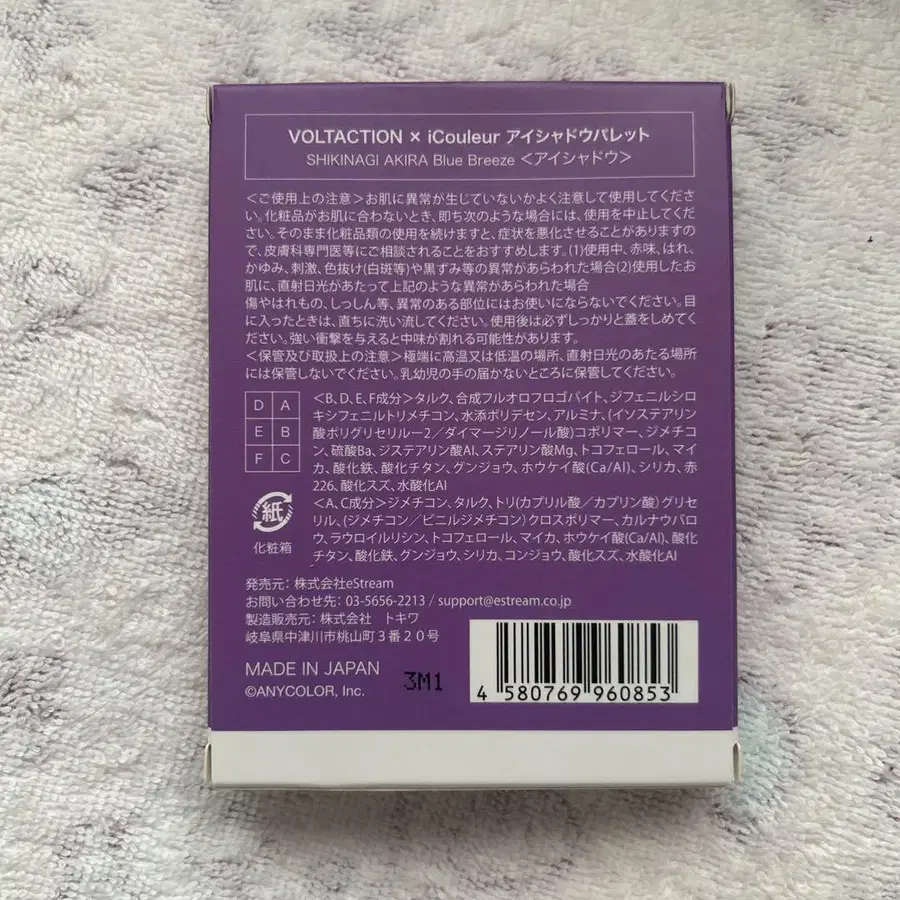 VOLTACTION × iCouleur アイシャドウパレット
SHIKINAGI AKIRA Blue Breeze <アイシャドウ>
<ご使用上の注意>お肌に異常が生じていないかよく注意して使用してくださ
い。化粧品がお肌に合わないとき、即ち次のような場合には、使用を中止してくだ
さい。そのまま化粧品類の使用を続けますと、症状を悪化させることがありますの
で、皮膚科専門医等にご相談されることをおすすめします。(1)使用中、赤味、はれ、
かゆみ、刺激、色抜け(白斑等)や黒ずみ等の異常があらわれた場合(2)使用したお
肌に、直射日光があたって上記のような異常があらわれた場合
傷やはれもの、しっしん等、異常のある部位にはお使いにならないでください。目
に入ったときは、直ちに洗い流してください。使用後は必ずしっかりと蓋をしめてく
ださい。強い衝撃を与えると中味が割れる可能性があります。
<保管及び取扱上の注意>極端に高温又は低温の場所、直射日光のあたる場所
には保管しないでください。乳幼児の手の届かないところに保管してください。
D A
E B
F C
<B、D、E、F成分>タルク、合成フルオロフロゴパイト、ジフェニルシロ
キシフェニルトリメチコン、水添ポリデセン、アルミナ、(イソステアリン
酸ポリグリセリル－2／ダイマージリノール酸)コポリマー、ジメチコ
ン、硫酸Ba、ジステアリン酸Al、ステアリン酸Mg、トコフェロール、マイ
カ、酸化鉄、酸化チタン、グンジョウ、ホウケイ酸(Ca/Al)、シリカ、赤
226、酸化スズ、水酸化Al
<A、C成分>ジメチコン、タルク、トリ(カプリル酸／カプリン酸)グリセ
リル、(ジメチコン／ビニルジメチコン)クロスポリマー、カルナウバロ
ウ、ラウロイルリシン、トコフェロール、マイカ、ホウケイ酸(Ca/Al)、酸化
チタン、酸化鉄、グンジョウ、シリカ、コンジョウ、酸化スズ、水酸化Al
紙
化粧箱
発売元：株式会社eStream
お問い合わせ先：03-5656-2213 / support@estream.co.jp
製造販売元：株式会社　トキワ
岐阜県中津川市桃山町３番２０号
MADE IN JAPAN
©ANYCOLOR, Inc.
3M1
4 580769 960853